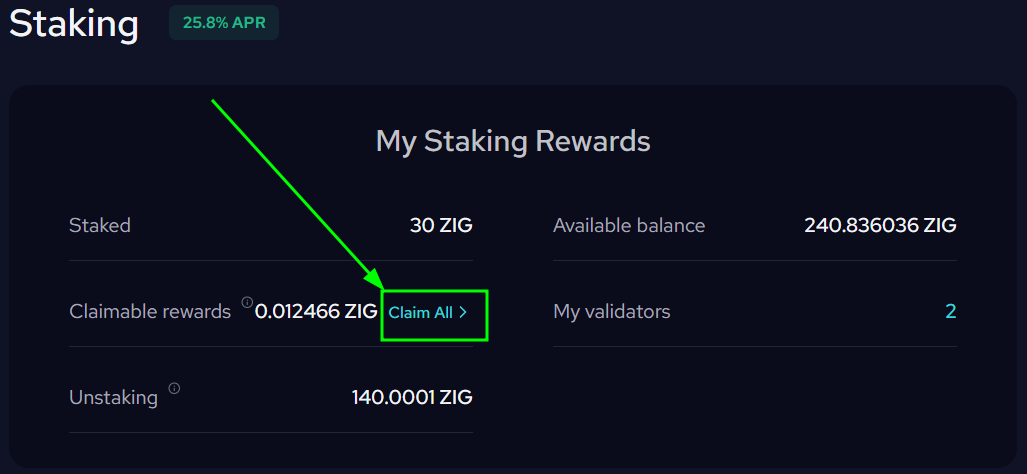 Staking
25.8% APR
My Staking Rewards
Staked 30 ZIG
Available balance 240.836036 ZIG
Claimable rewards 0.012466 ZIG Claim All >
My validators 2
Unstaking 140.0001 ZIG